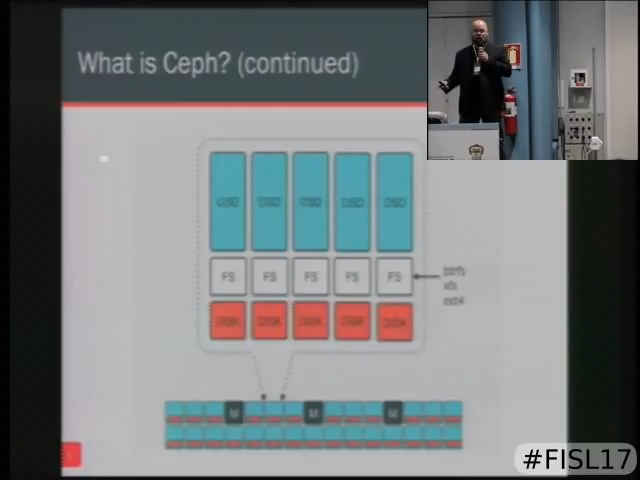 What is Ceph? (continued)
OSD OSD OSD OSD OSD
FS FS FS FS FS
btrfs
xfs
ext4
DISK DISK DISK DISK DISK
M M M
#FISL17